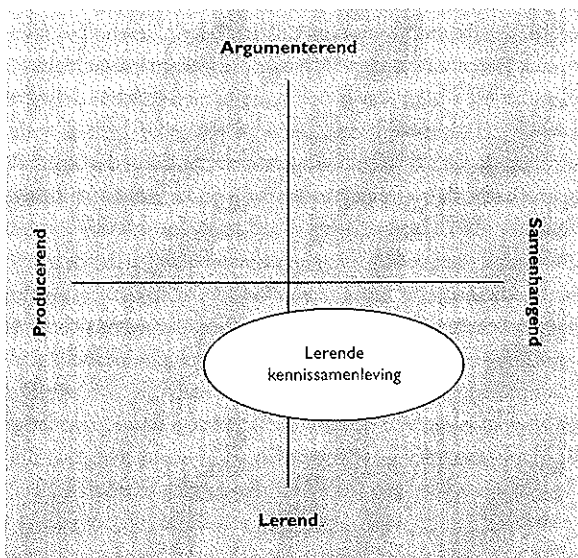 Argumenterend
Producerend
Samenhangend
Lerende
kennissamenleving
Lerend